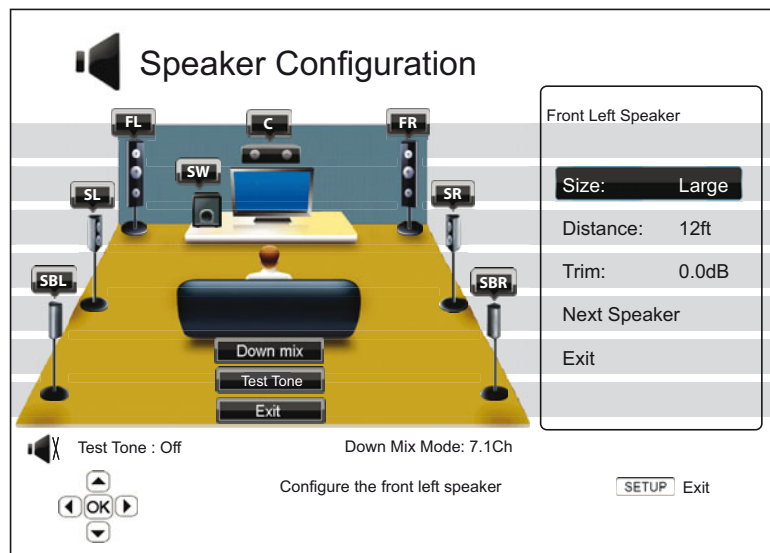 Speaker Configuration
FL
C
FR
SW
SL
SR
SBL
SBR
Down mix
Test Tone
Exit
Front Left Speaker
Size: Large
Distance: 12ft
Trim: 0.0dB
Next Speaker
Exit
Test Tone : Off
Down Mix Mode: 7.1Ch
OK
Configure the front left speaker
SETUP Exit